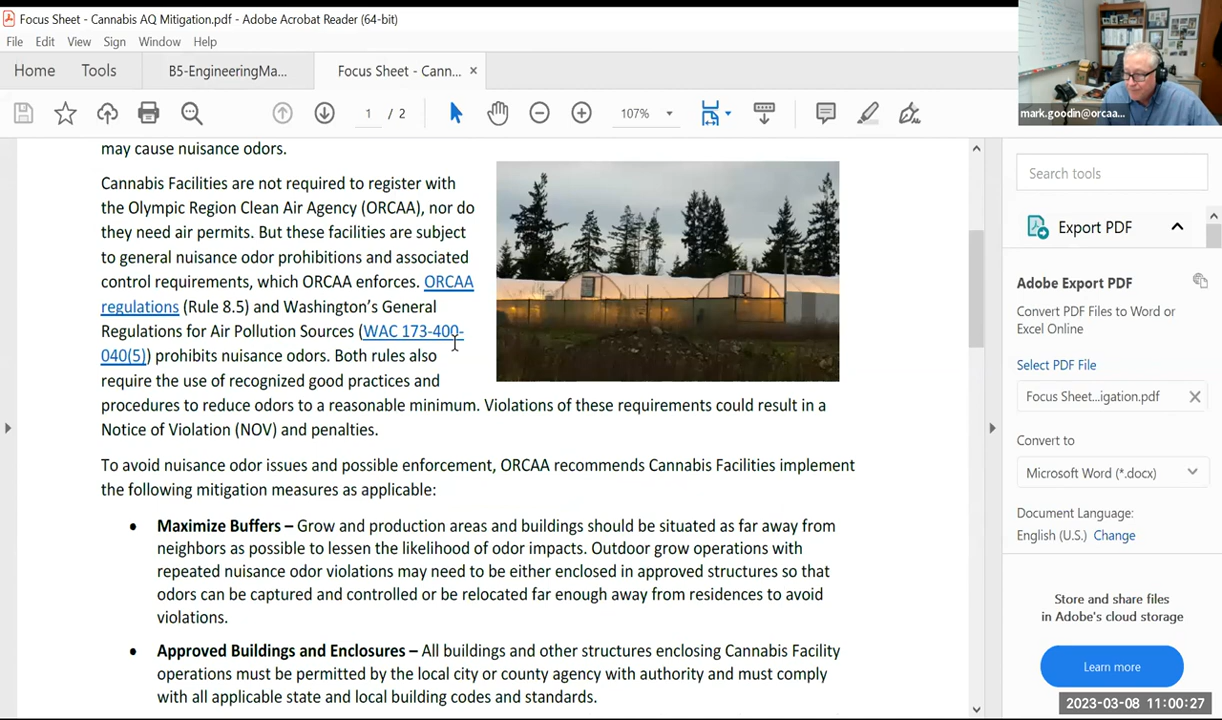 Focus Sheet - Cannabis AQ Mitigation.pdf - Adobe Acrobat Reader (64-bit)
File Edit View Sign Window Help
Home Tools B5-EngineeringMa... Focus Sheet - Cann... ×
1 / 2 107%
mark.goodin@orcaa...
may cause nuisance odors.
Cannabis Facilities are not required to register with
the Olympic Region Clean Air Agency (ORCAA), nor do
they need air permits. But these facilities are subject
to general nuisance odor prohibitions and associated
control requirements, which ORCAA enforces. ORCAA
regulations (Rule 8.5) and Washington's General
Regulations for Air Pollution Sources (WAC 173-400-
040(5)) prohibits nuisance odors. Both rules also
require the use of recognized good practices and
procedures to reduce odors to a reasonable minimum. Violations of these requirements could result in a
Notice of Violation (NOV) and penalties.
To avoid nuisance odor issues and possible enforcement, ORCAA recommends Cannabis Facilities implement
the following mitigation measures as applicable:
• Maximize Buffers – Grow and production areas and buildings should be situated as far away from
neighbors as possible to lessen the likelihood of odor impacts. Outdoor grow operations with
repeated nuisance odor violations may need to be either enclosed in approved structures so that
odors can be captured and controlled or be relocated far enough away from residences to avoid
violations.
• Approved Buildings and Enclosures – All buildings and other structures enclosing Cannabis Facility
operations must be permitted by the local city or county agency with authority and must comply
with all applicable state and local building codes and standards.
Search tools
Export PDF
Adobe Export PDF
Convert PDF Files to Word or
Excel Online
Select PDF File
Focus Sheet...igation.pdf
Convert to
Microsoft Word (*.docx)
Document Language:
English (U.S.) Change
Store and share files
in Adobe's cloud storage
Learn more
2023-03-08 11:00:27